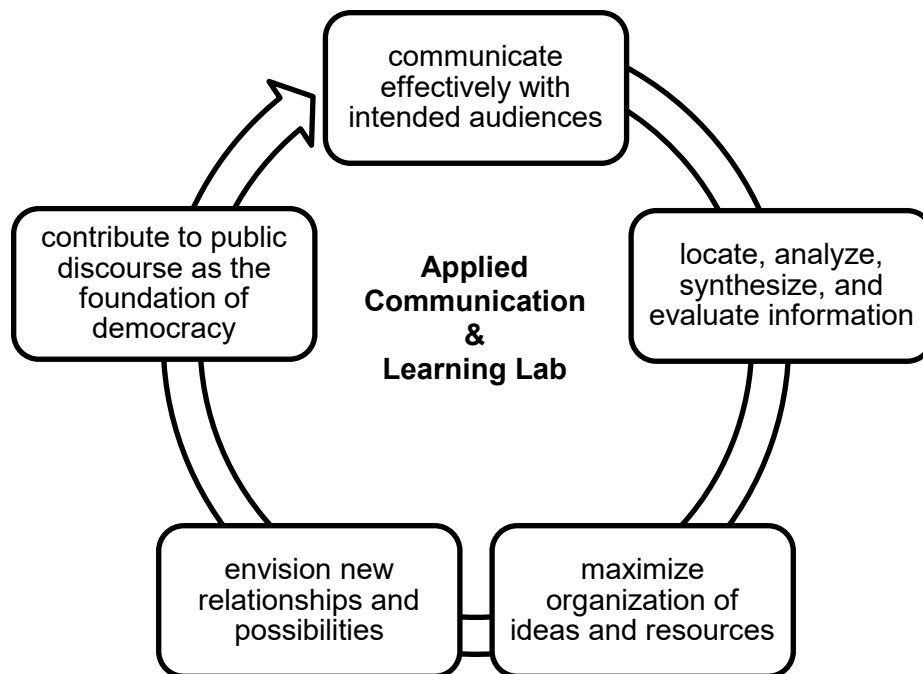 communicate
effectively with
intended audiences
contribute to public
discourse as the
foundation of
democracy
Applied
Communication
&
Learning Lab
locate, analyze,
synthesize, and
evaluate information
envision new
relationships and
possibilities
maximize
organization of
ideas and resources